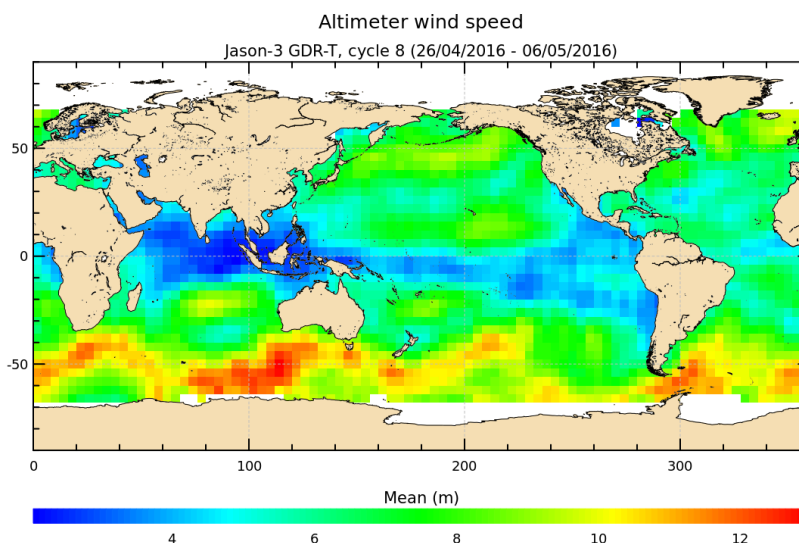 Altimeter wind speed
Jason-3 GDR-T, cycle 8 (26/04/2016 - 06/05/2016)
50
0
-50
0 100 200 300
Mean (m)
4 6 8 10 12